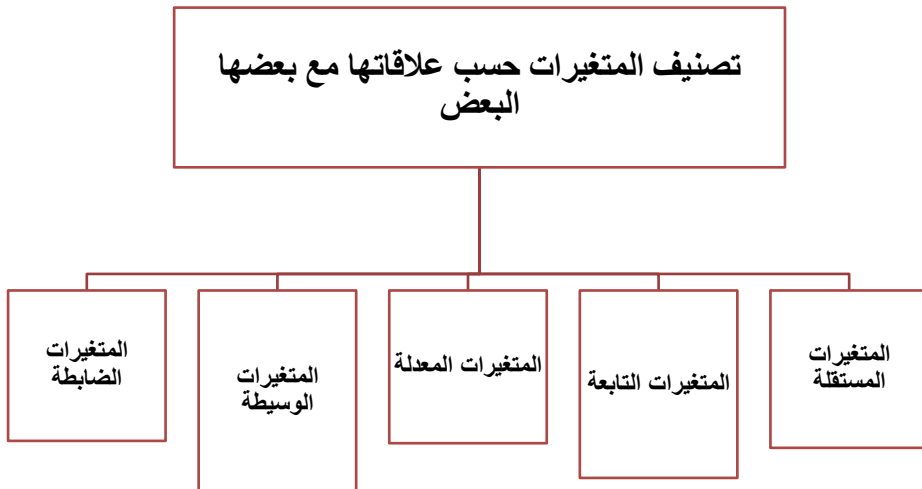 تصنيف المتغيرات حسب علاقاتها مع بعضها
البعض
المتغيرات
المستقلة
المتغيرات التابعة
المتغيرات المعدلة
المتغيرات
الوسيطة
المتغيرات
الضابطة